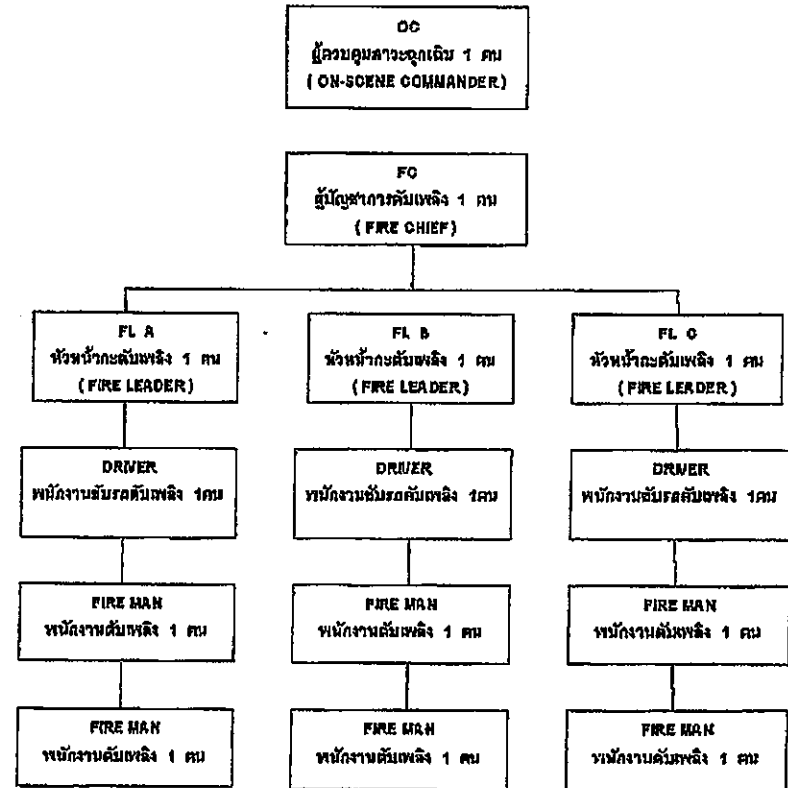 OC
ผู้ควบคุมภาวะฉุกเฉิน 1 คน
( ON-SCENE COMMANDER )
FC
ผู้บัญชาการดับเพลิง 1 คน
( FIRE CHIEF )
FL A
หัวหน้ากะดับเพลิง 1 คน
( FIRE LEADER )
FL B
หัวหน้ากะดับเพลิง 1 คน
( FIRE LEADER )
FL C
หัวหน้ากะดับเพลิง 1 คน
( FIRE LEADER )
DRIVER
พนักงานขับรถดับเพลิง 1คน
DRIVER
พนักงานขับรถดับเพลิง 1คน
DRIVER
พนักงานขับรถดับเพลิง 1คน
FIRE MAN
พนักงานดับเพลิง 1 คน
FIRE MAN
พนักงานดับเพลิง 1 คน
FIRE MAN
พนักงานดับเพลิง 1 คน
FIRE MAN
พนักงานดับเพลิง 1 คน
FIRE MAN
พนักงานดับเพลิง 1 คน
FIRE MAN
พนักงานดับเพลิง 1 คน